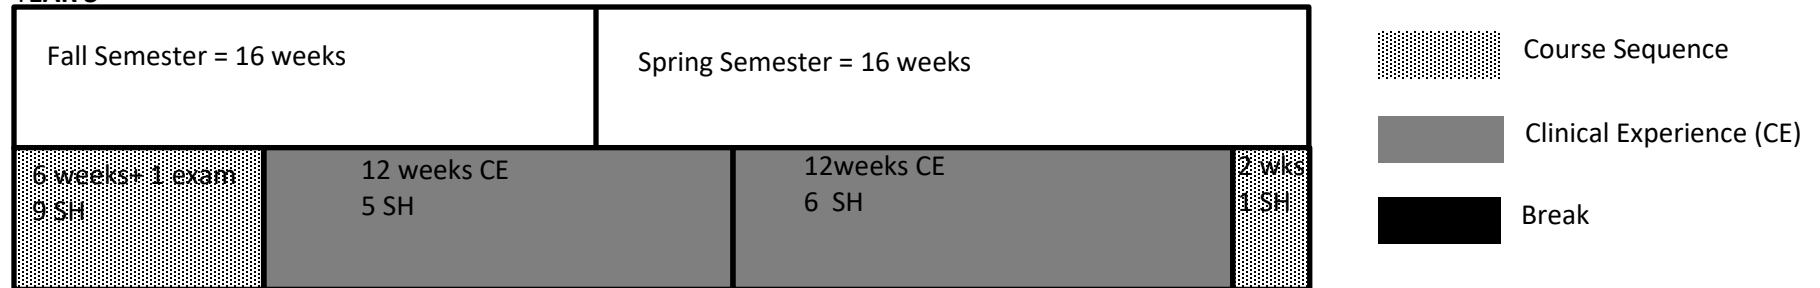 Fall Semester = 16 weeks
Spring Semester = 16 weeks
6 weeks+ 1 exam
9 SH
12 weeks CE
5 SH
12weeks CE
6 SH
2 wks
1 SH
Course Sequence
Clinical Experience (CE)
Break